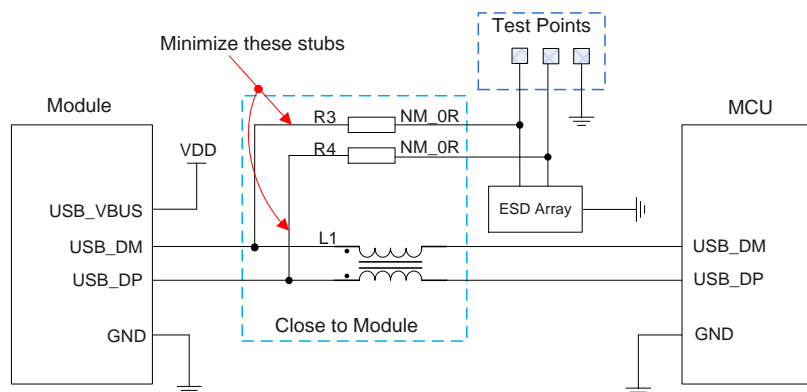 Test Points
Minimize these stubs
Module
MCU
R3
NM_0R
VDD
R4
NM_0R
ESD Array
USB_VBUS
L1
USB_DM
USB_DM
USB_DP
USB_DP
Close to Module
GND
GND